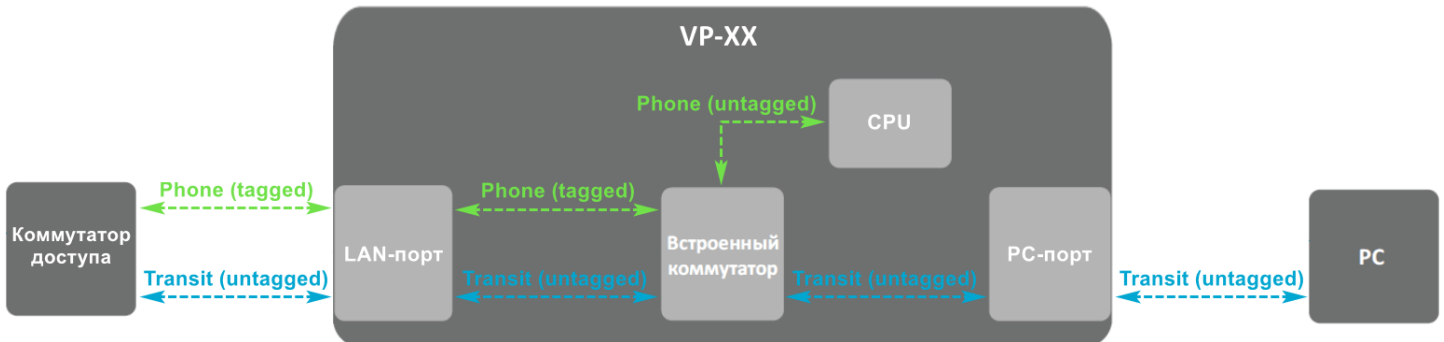 VP-XX
Phone (untagged)
CPU
Phone (tagged)
Phone (tagged)
Коммутатор
доступа
LAN-порт
Встроенный
коммутатор
PC-порт
PC
Transit (untagged)
Transit (untagged)
Transit (untagged)
Transit (untagged)